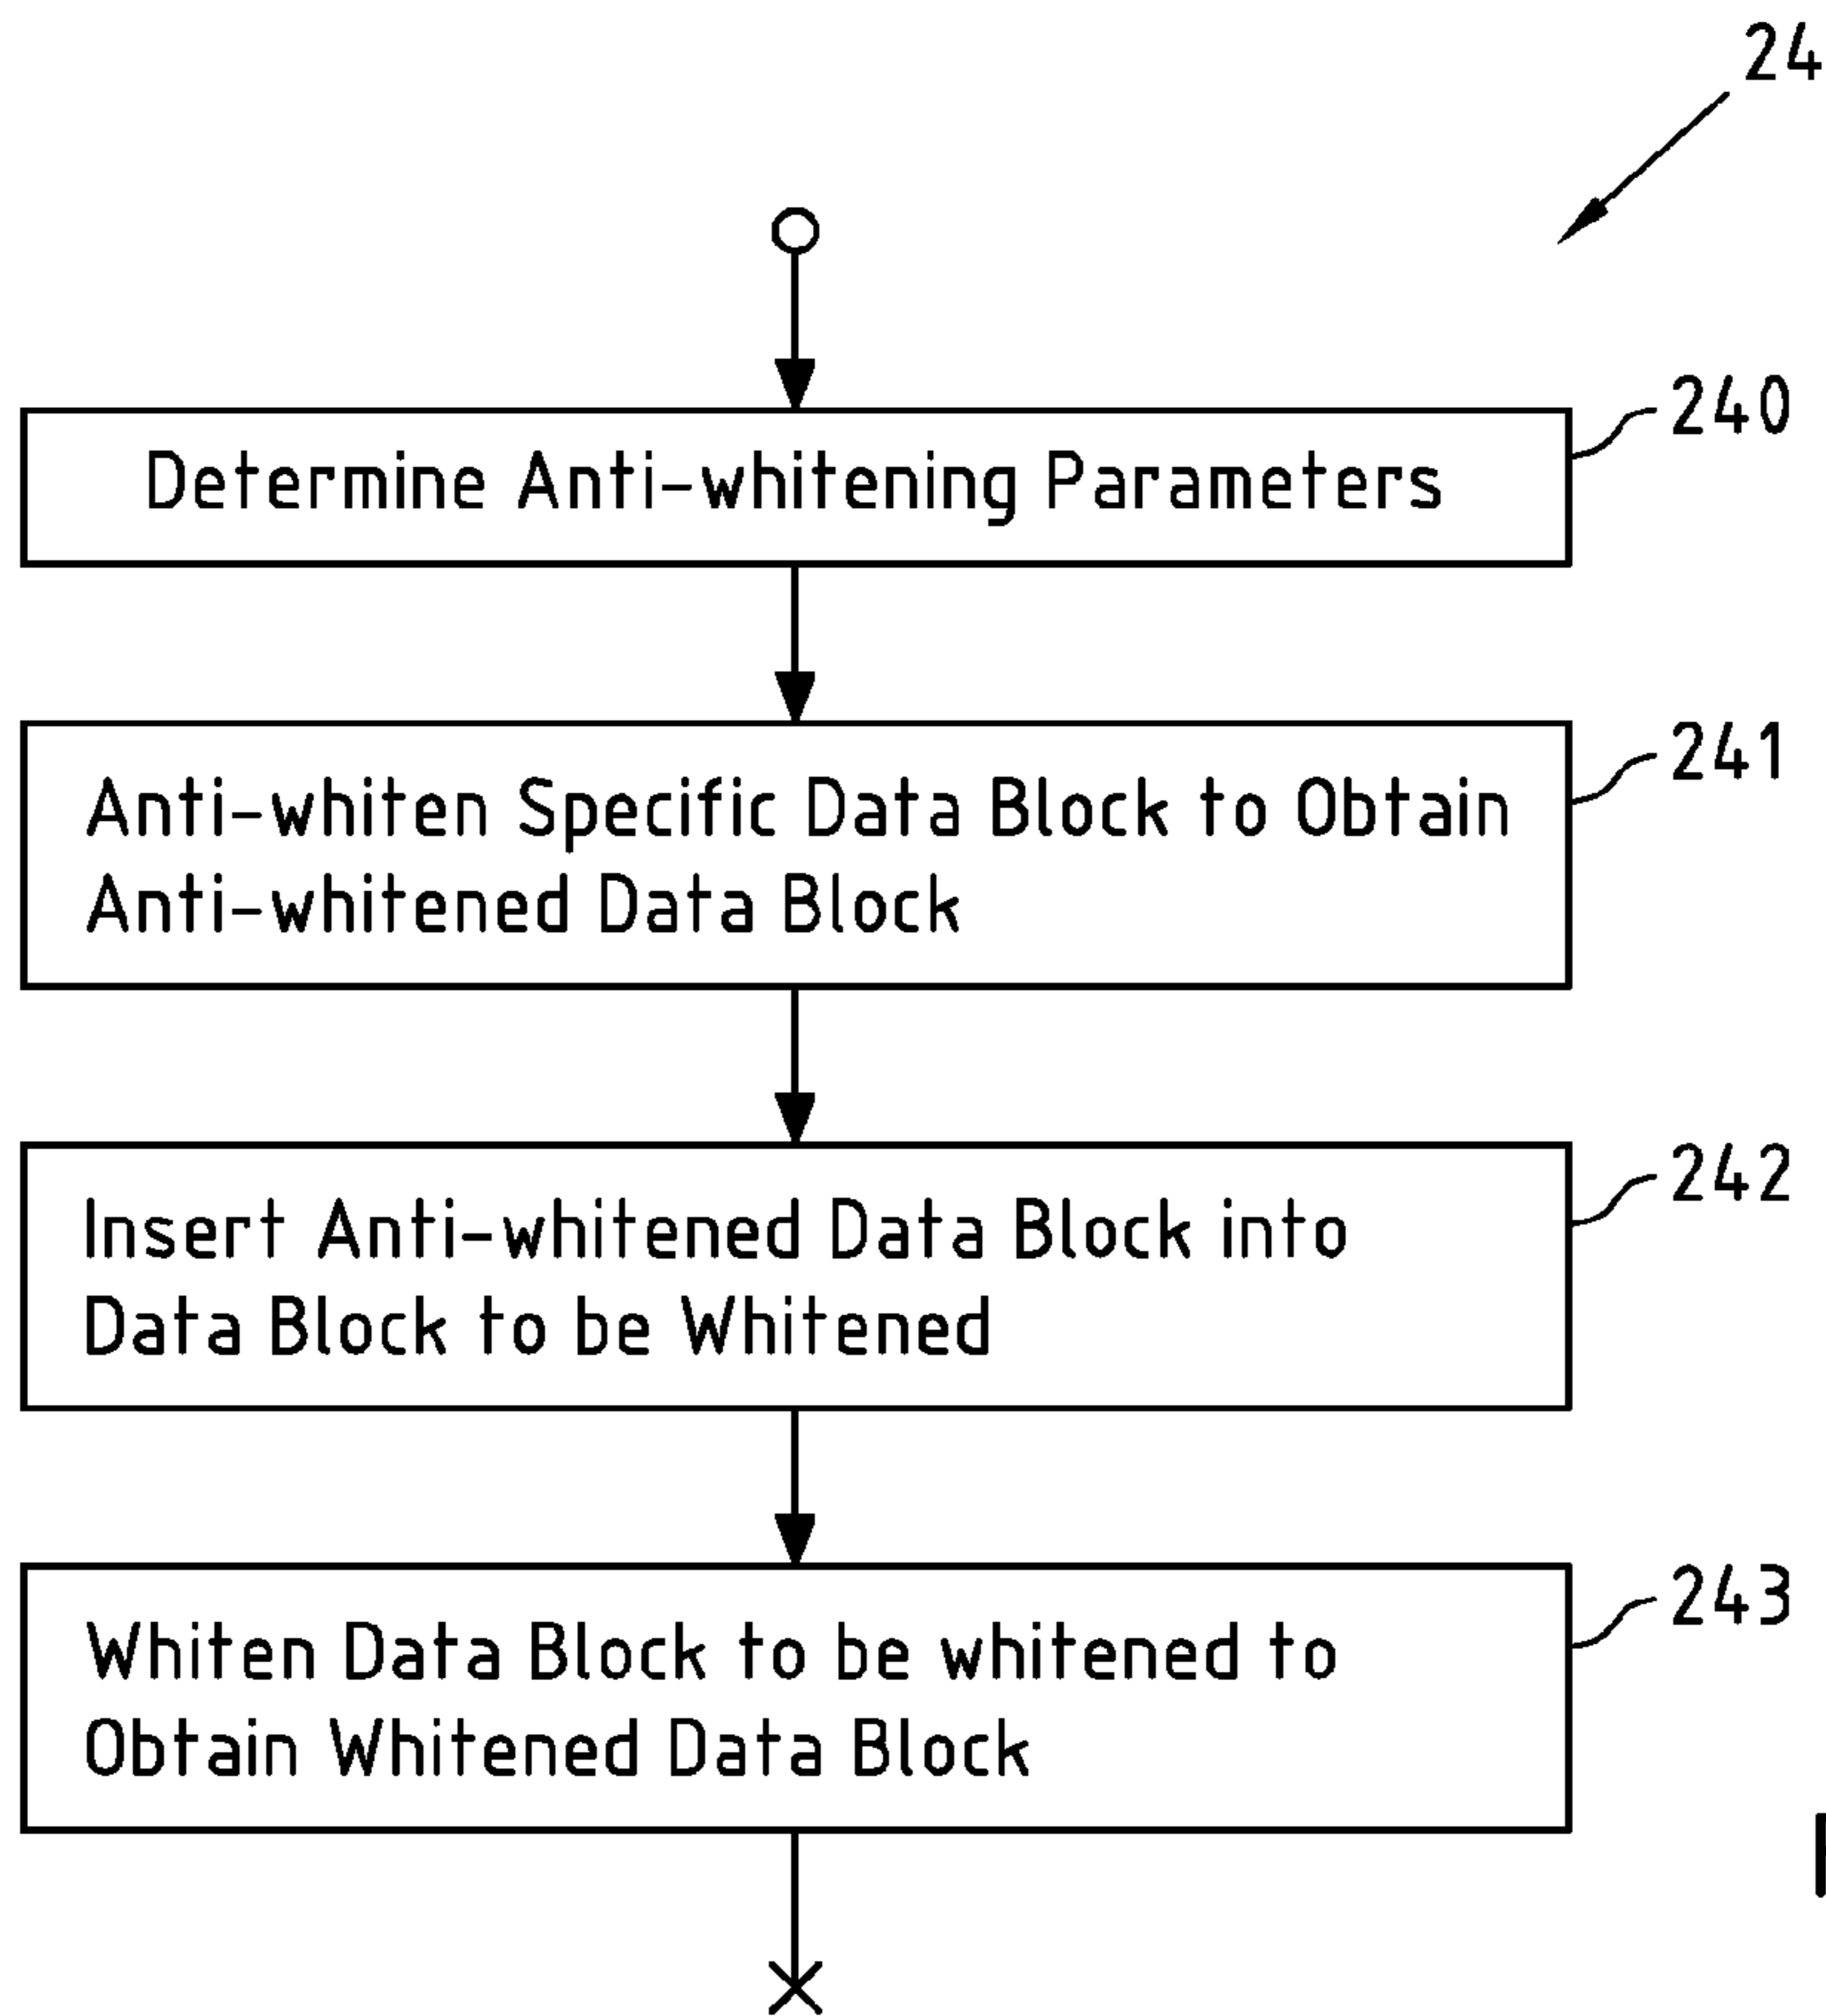 24
240
Determine Anti-whitening Parameters
241
Anti-whiten Specific Data Block to Obtain
Anti-whitened Data Block
242
Insert Anti-whitened Data Block into
Data Block to be Whitened
243
Whiten Data Block to be whitened to
Obtain Whitened Data Block